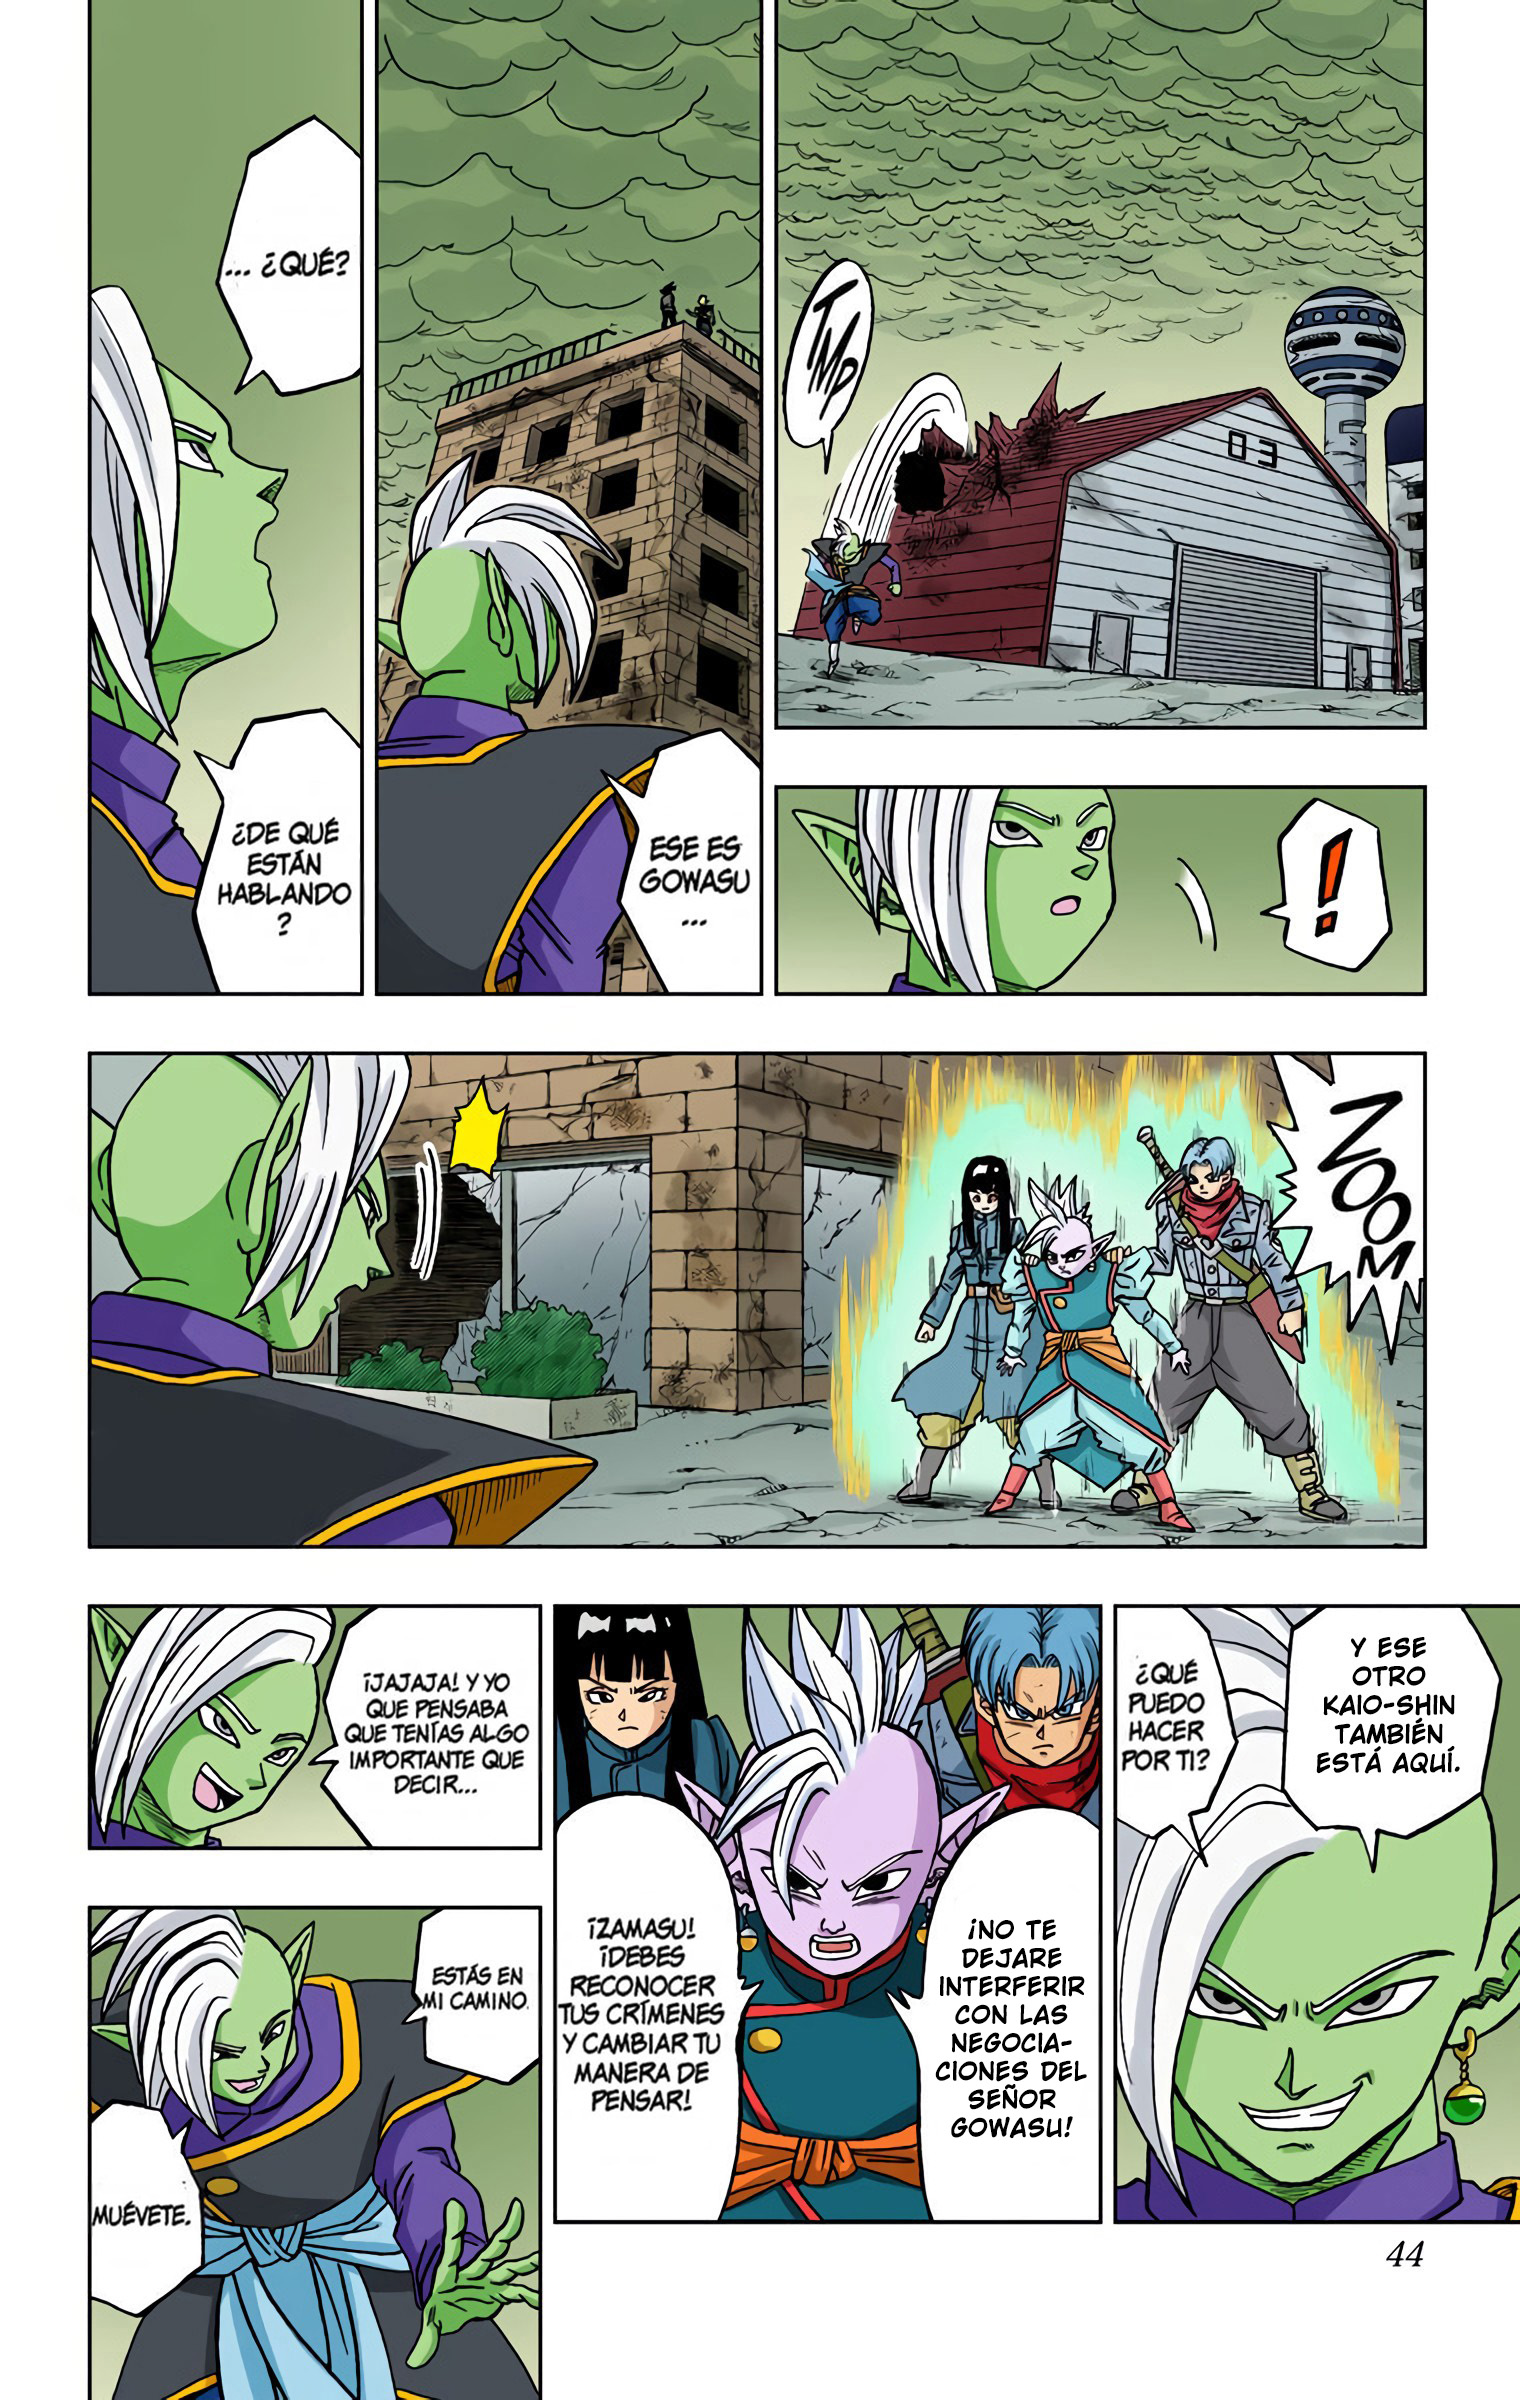 TMP
03
!
ESE ES
GOWASU
...
... ¿QUÉ?
¿DE QUÉ
ESTÁN
HABLANDO
?
ZOOM
Y ESE
OTRO
KAIO-SHIN
TAMBIÉN
ESTÁ AQUÍ.
¿QUÉ
PUEDO
HACER
POR TI?
¡NO TE
DEJARE
INTERFERIR
CON LAS
NEGOCIA-
CIONES DEL
SEÑOR
GOWASU!
¡ZAMASU!
¡DEBES
RECONOCER
TUS CRÍMENES
Y CAMBIAR TU
MANERA DE
PENSAR!
¡JAJAJA! Y YO
QUE PENSABA
QUE TENÍAS ALGO
IMPORTANTE QUE
DECIR...
ESTÁS EN
MI CAMINO.
MUÉVETE.
44